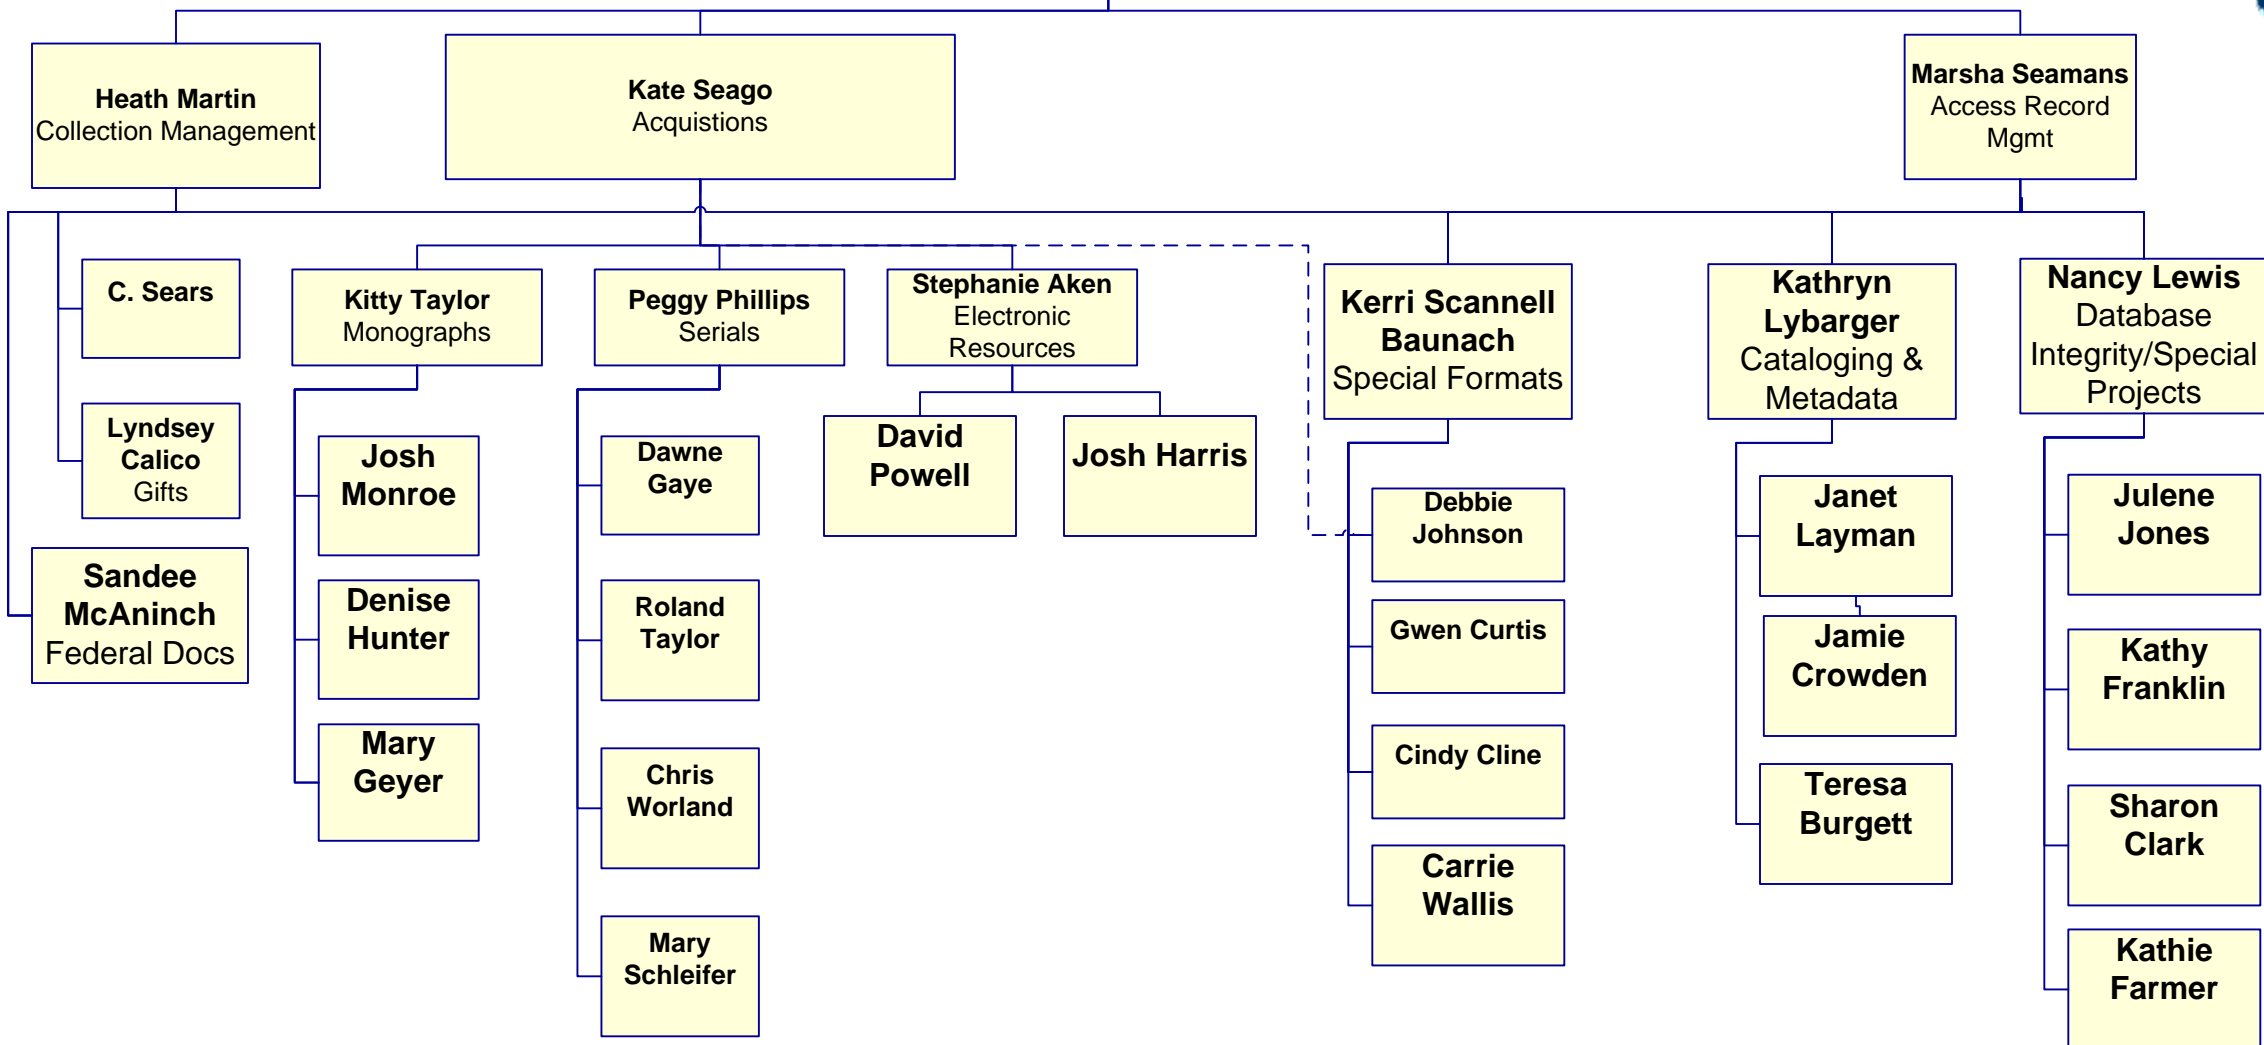 Heath Martin
Collection Management
Kate Seago
Acquistions
Marsha Seamans
Access Record
Mgmt
C. Sears
Lyndsey
Calico
Gifts
Sandee
McAninch
Federal Docs
Kitty Taylor
Monographs
Josh
Monroe
Denise
Hunter
Mary
Geyer
Peggy Phillips
Serials
Dawne
Gaye
Roland
Taylor
Chris
Worland
Mary
Schleifer
Stephanie Aken
Electronic
Resources
David
Powell
Josh Harris
Kerri Scannell
Baunach
Special Formats
Debbie
Johnson
Gwen Curtis
Cindy Cline
Carrie
Wallis
Kathryn
Lybarger
Cataloging &
Metadata
Janet
Layman
Jamie
Crowden
Teresa
Burgett
Nancy Lewis
Database
Integrity/Special
Projects
Julene
Jones
Kathy
Franklin
Sharon
Clark
Kathie
Farmer